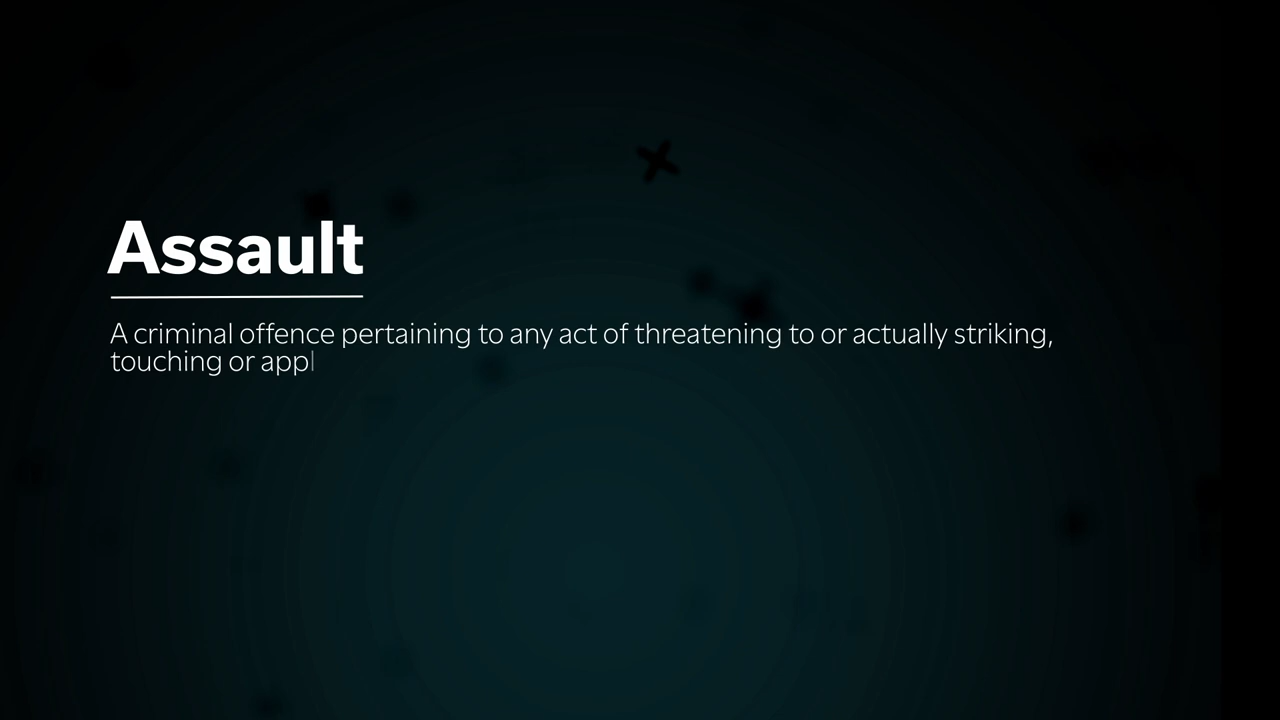 Assault
A criminal offence pertaining to any act of threatening to or actually striking,
touching or appl